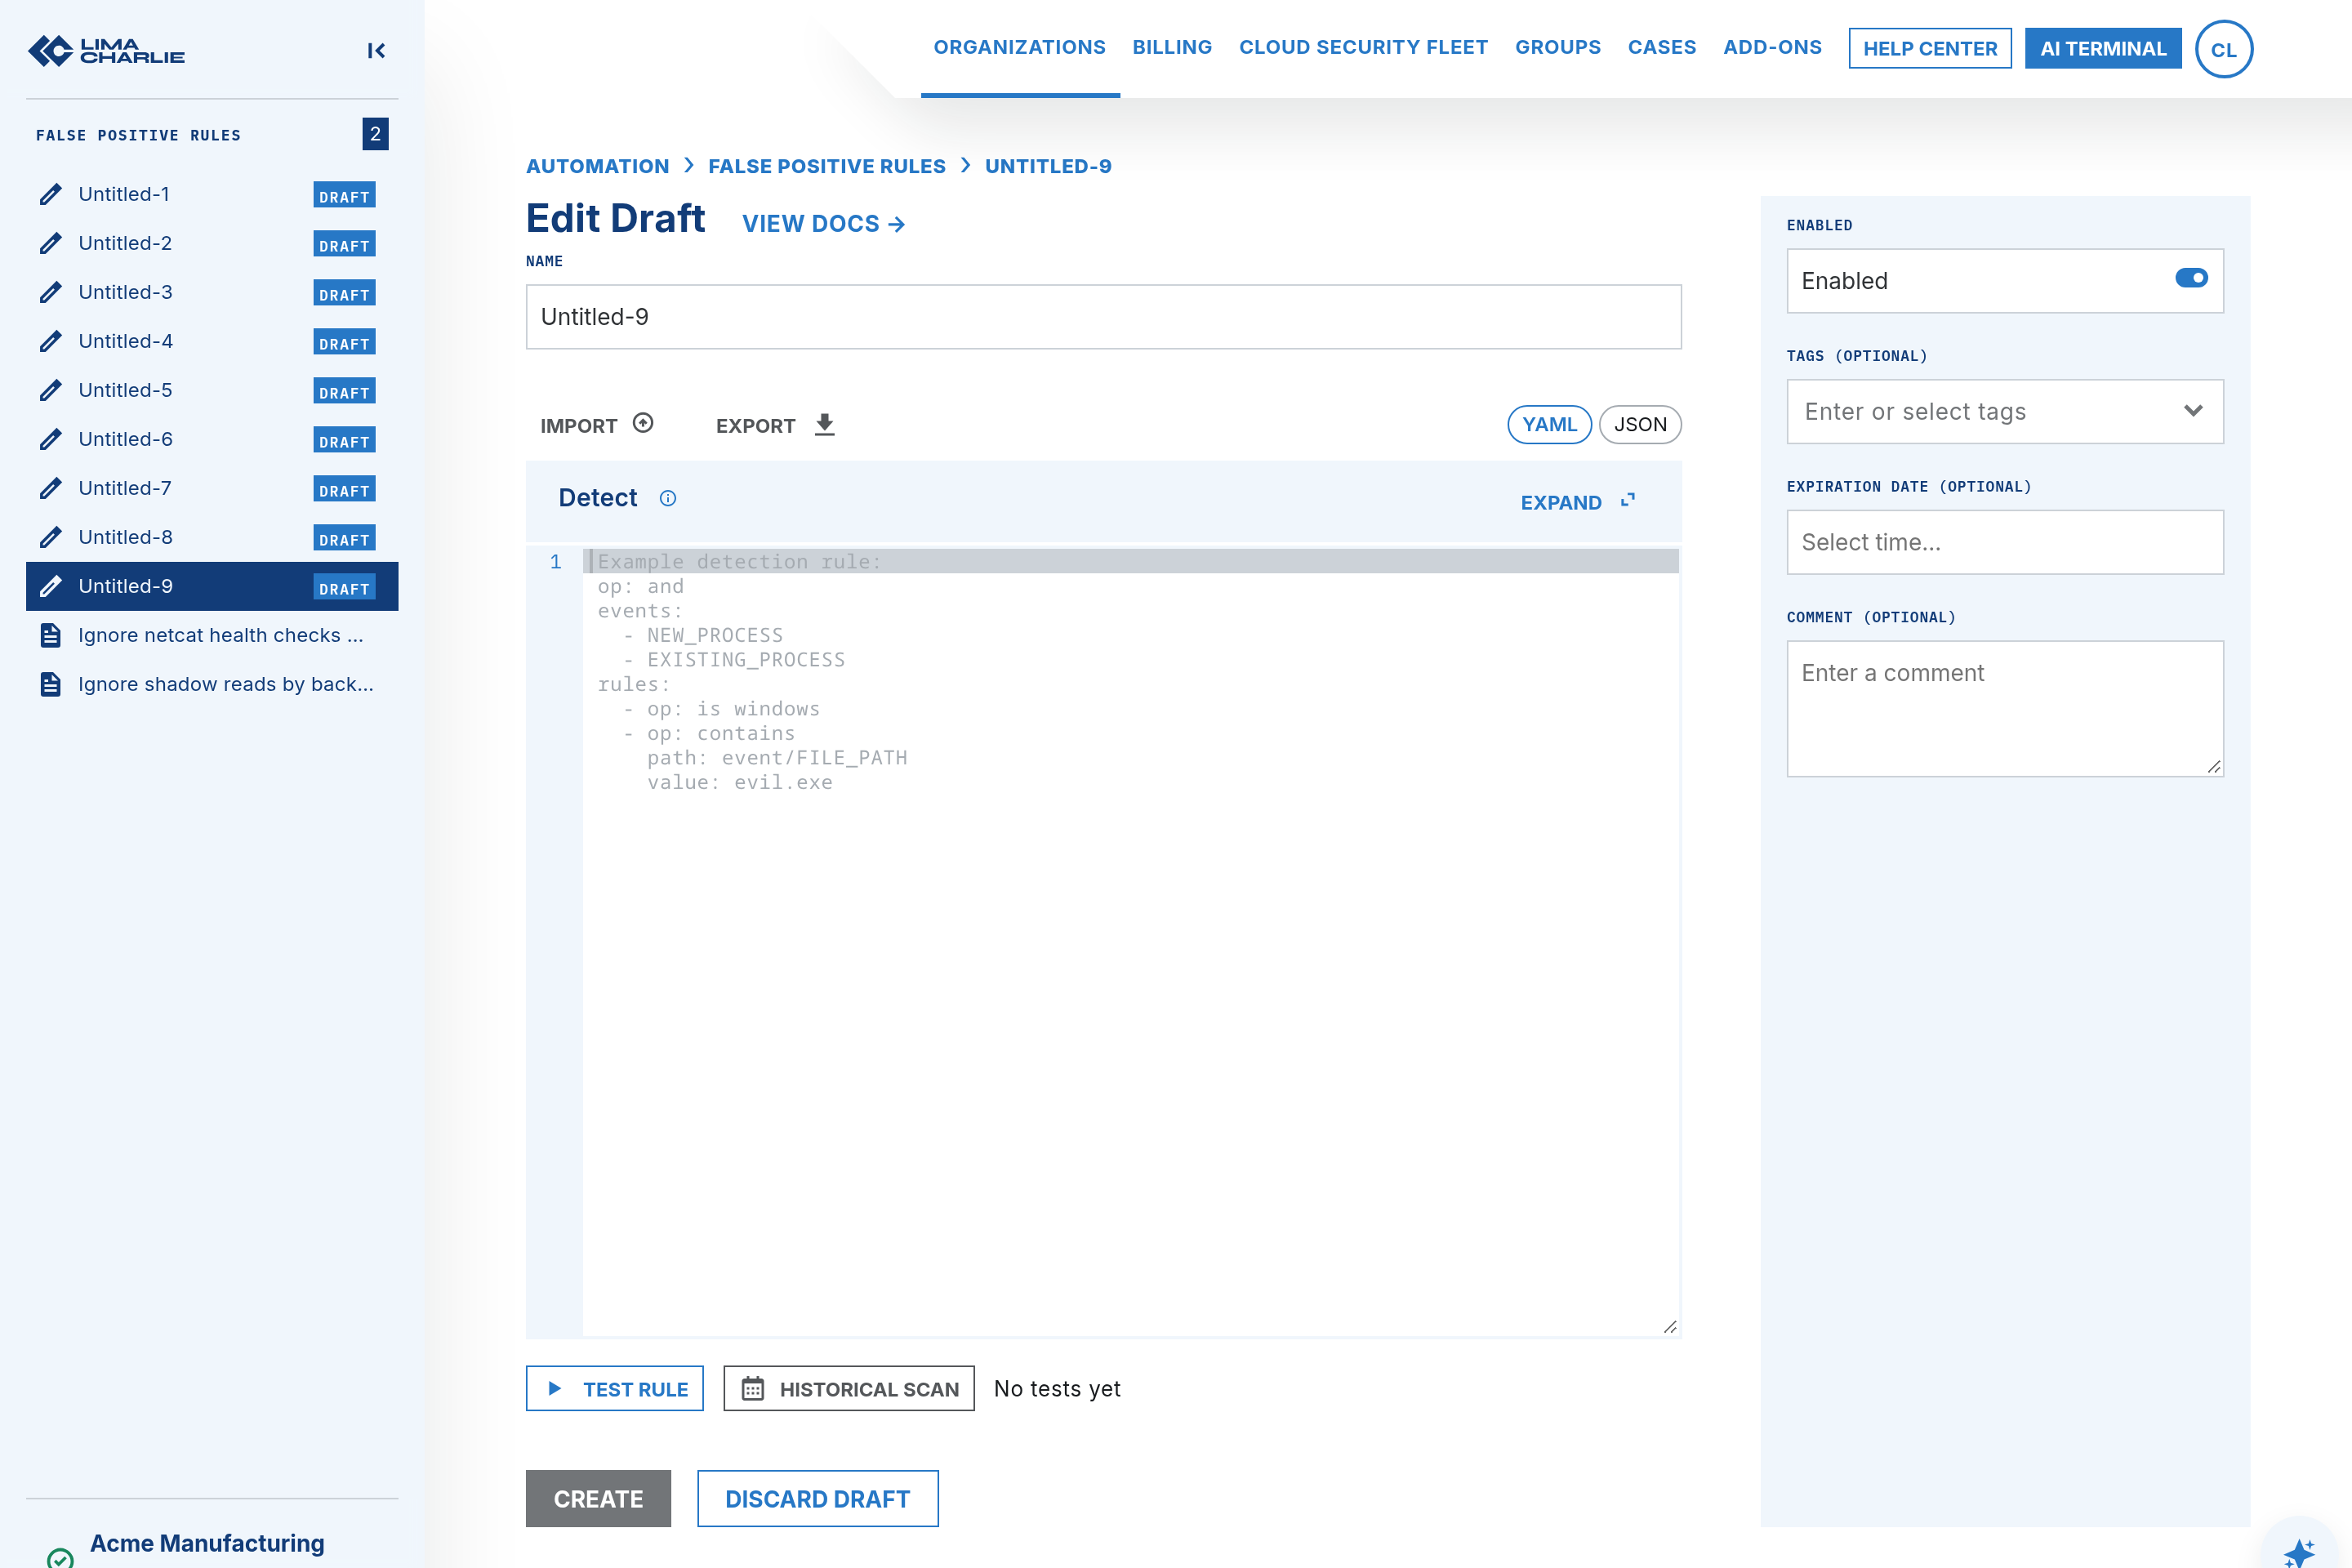 LIMA
CHARLIE
FALSE POSITIVE RULES
2
Untitled-1
DRAFT
Untitled-2
DRAFT
Untitled-3
DRAFT
Untitled-4
DRAFT
Untitled-5
DRAFT
Untitled-6
DRAFT
Untitled-7
DRAFT
Untitled-8
DRAFT
Untitled-9
DRAFT
Ignore netcat health checks ...
Ignore shadow reads by back...
Acme Manufacturing
ORGANIZATIONS
BILLING
CLOUD SECURITY FLEET
GROUPS
CASES
ADD-ONS
HELP CENTER
AI TERMINAL
CL
AUTOMATION > FALSE POSITIVE RULES > UNTITLED-9
Edit Draft
VIEW DOCS →
NAME
Untitled-9
IMPORT
EXPORT
YAML
JSON
Detect
EXPAND
1
Example detection rule:
op: and
events:
  - NEW_PROCESS
  - EXISTING_PROCESS
rules:
  - op: is windows
  - op: contains
    path: event/FILE_PATH
    value: evil.exe
TEST RULE
HISTORICAL SCAN
No tests yet
CREATE
DISCARD DRAFT
ENABLED
Enabled
TAGS (OPTIONAL)
Enter or select tags
EXPIRATION DATE (OPTIONAL)
Select time...
COMMENT (OPTIONAL)
Enter a comment